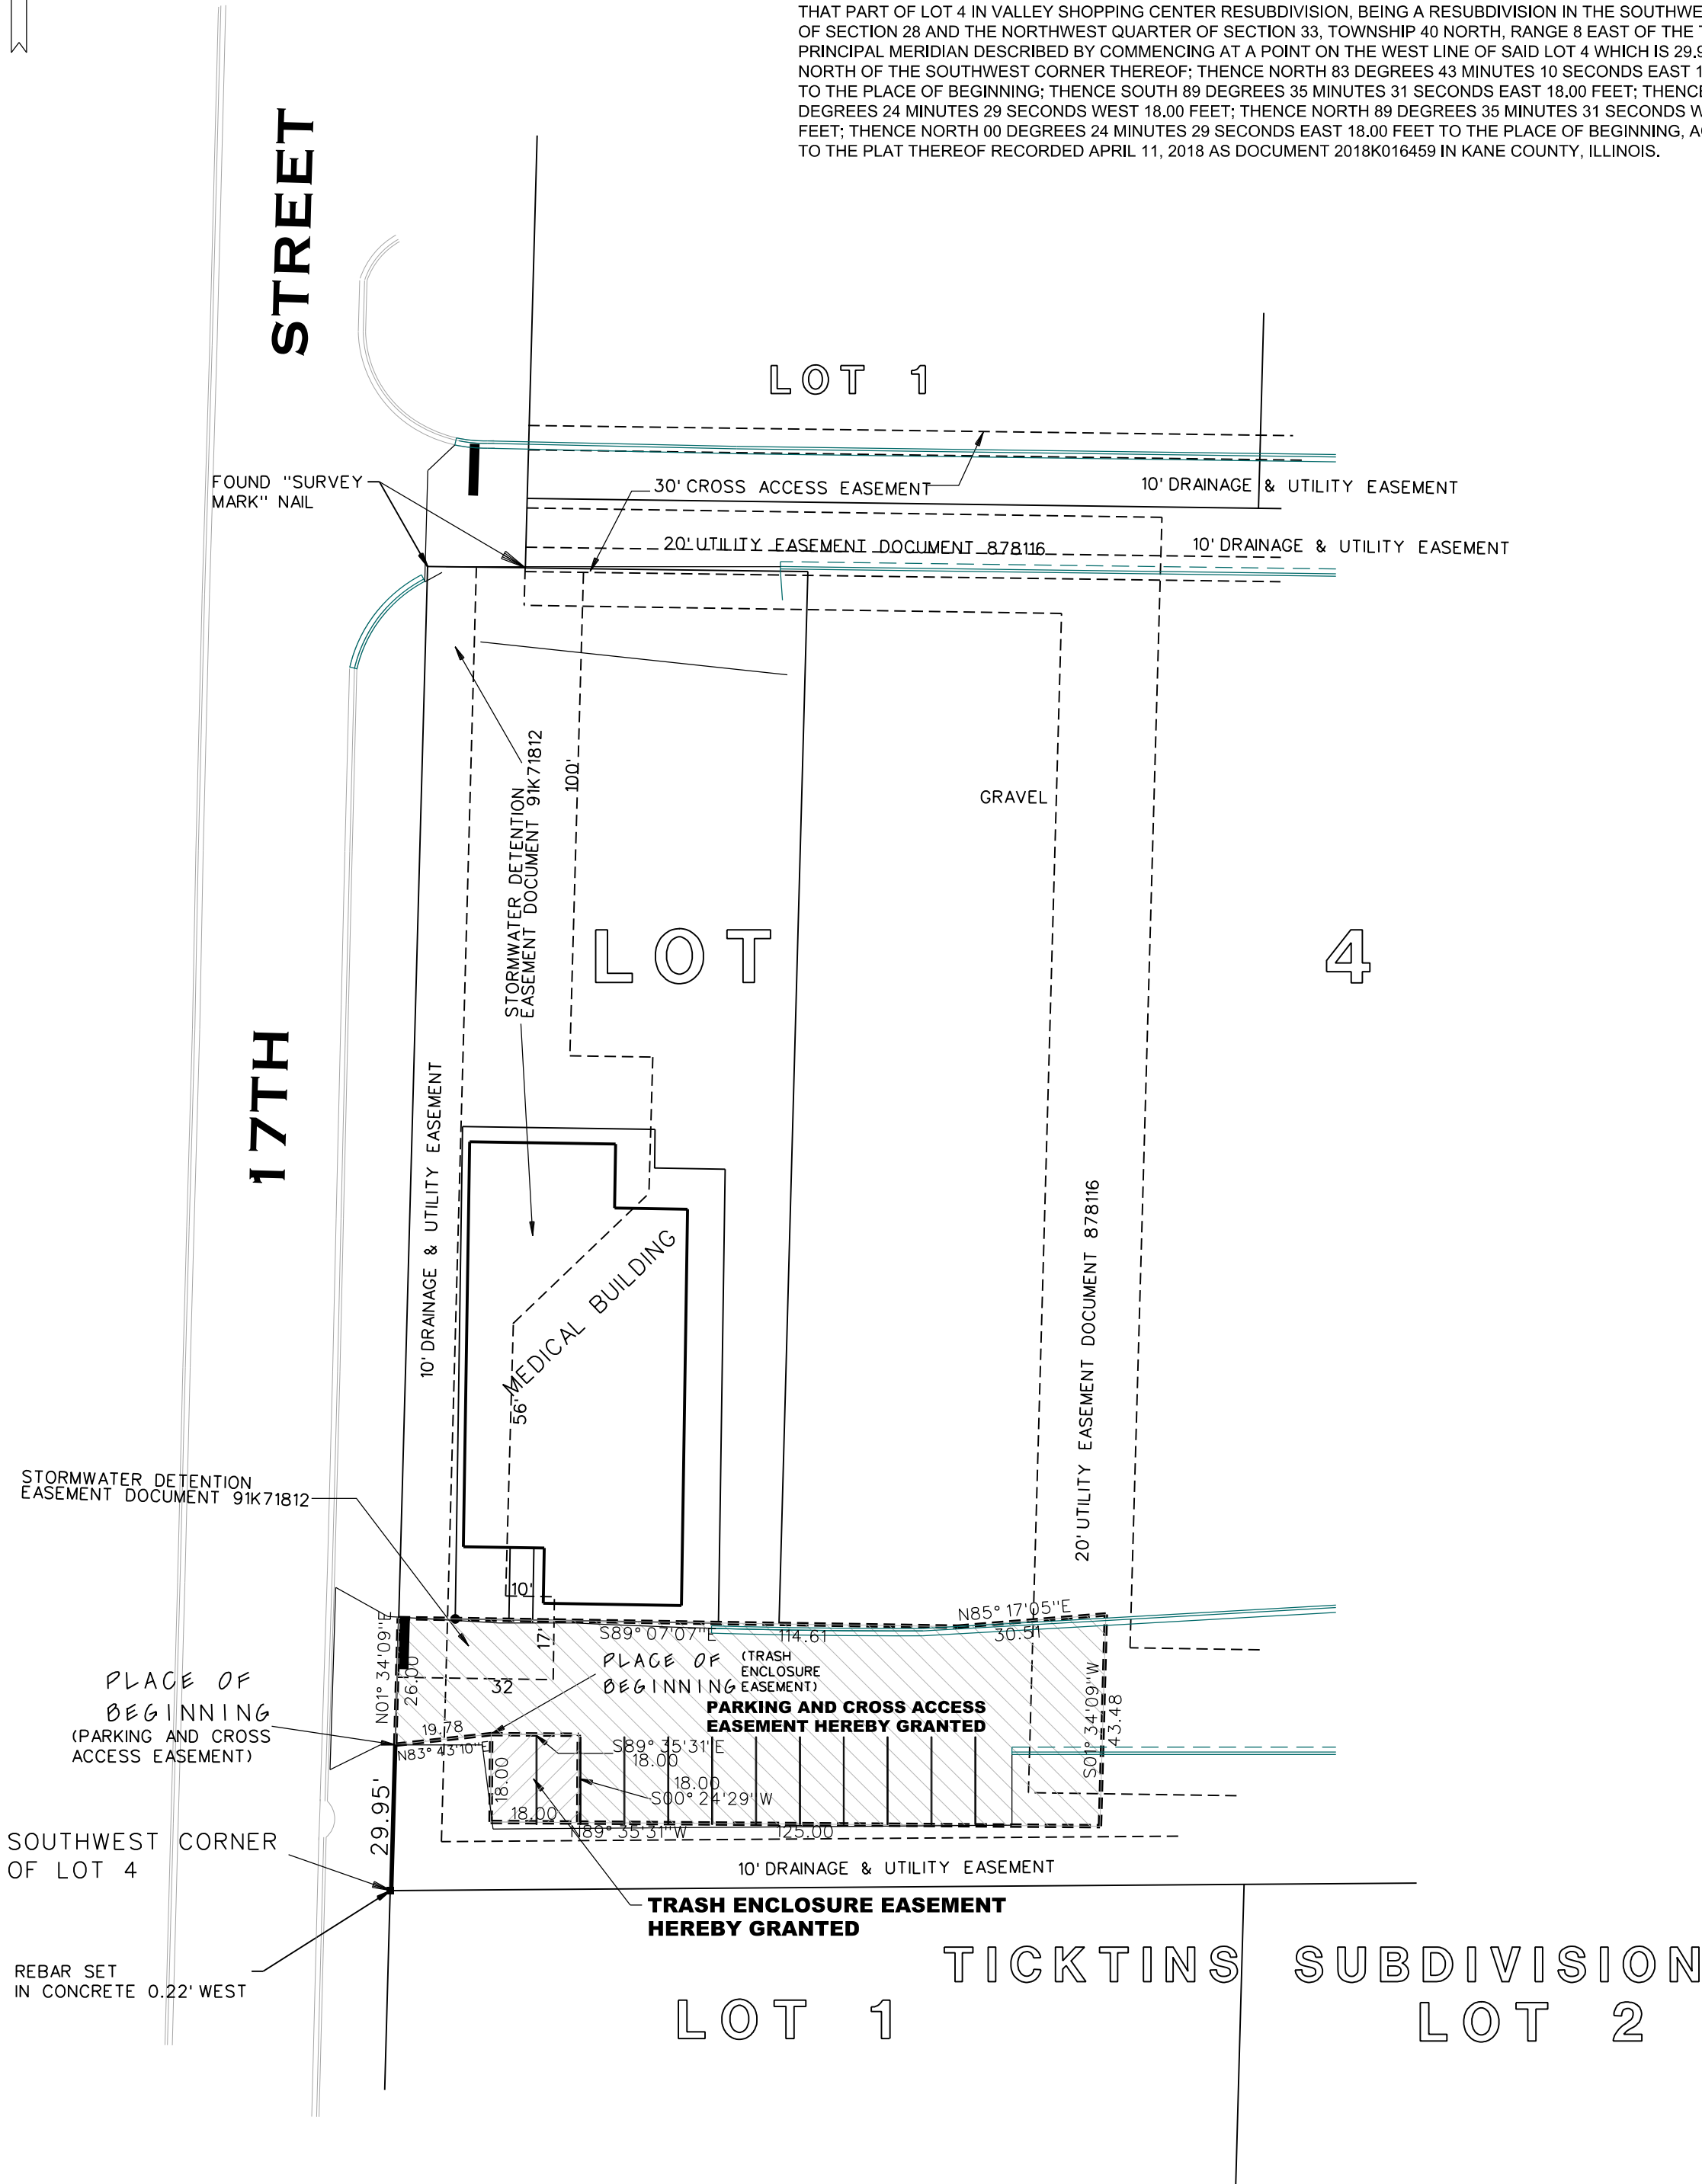 THAT PART OF LOT 4 IN VALLEY SHOPPING CENTER RESUBDIVISION, BEING A RESUBDIVISION IN THE
OF SECTION 28 AND THE NORTHWEST QUARTER OF SECTION 33, TOWNSHIP 40 NORTH, RANGE 8 EAST OF THE
PRINCIPAL MERIDIAN DESCRIBED BY COMMENCING AT A POINT ON THE WEST LINE OF SAID LOT 4 WHICH IS
NORTH OF THE SOUTHWEST CORNER THEREOF; THENCE NORTH 83 DEGREES 43 MINUTES 10 SECONDS EAST
TO THE PLACE OF BEGINNING; THENCE SOUTH 89 DEGREES 35 MINUTES 31 SECONDS EAST 18.00 FEET; THENCE
DEGREES 24 MINUTES 29 SECONDS WEST 18.00 FEET; THENCE NORTH 89 DEGREES 35 MINUTES 31 SECONDS
FEET; THENCE NORTH 00 DEGREES 24 MINUTES 29 SECONDS EAST 18.00 FEET TO THE PLACE OF BEGINNING,
TO THE PLAT THEREOF RECORDED APRIL 11, 2018 AS DOCUMENT 2018K016459 IN KANE COUNTY, ILLINOIS.
STREET
LOT 1
FOUND "SURVEY
MARK" NAIL
30' CROSS ACCESS EASEMENT
10' DRAINAGE & UTILITY EASEMENT
20' UTILITY EASEMENT DOCUMENT 878116
10' DRAINAGE & UTILITY EASEMENT
STORMWATER DETENTION
EASEMENT DOCUMENT 91K71812
100'
GRAVEL
LOT 4
17TH
10' DRAINAGE & UTILITY EASEMENT
MEDICAL BUILDING
56'
20' UTILITY EASEMENT DOCUMENT 878116
STORMWATER DETENTION
EASEMENT DOCUMENT 91K71812
10'
N85° 17'05"E
30.51
S89° 07'07"E
114.61
17'
N01° 34'09"E
26.00
32
PLACE OF
BEGINNING
(TRASH
ENCLOSURE
EASEMENT)
PLACE OF
BEGINNING
(PARKING AND CROSS
ACCESS EASEMENT)
PARKING AND CROSS ACCESS
EASEMENT HEREBY GRANTED
S01° 34'09"W
43.48
19.78
N83° 43'10"E
S89° 35'31"E
18.00
18.00
18.00
S00° 24'29"W
18.00
N89° 35'31"W
125.00
29.95'
SOUTHWEST CORNER
OF LOT 4
10' DRAINAGE & UTILITY EASEMENT
TRASH ENCLOSURE EASEMENT
HEREBY GRANTED
REBAR SET
IN CONCRETE 0.22' WEST
TICKTINS SUBDIVISION
LOT 1
LOT 2